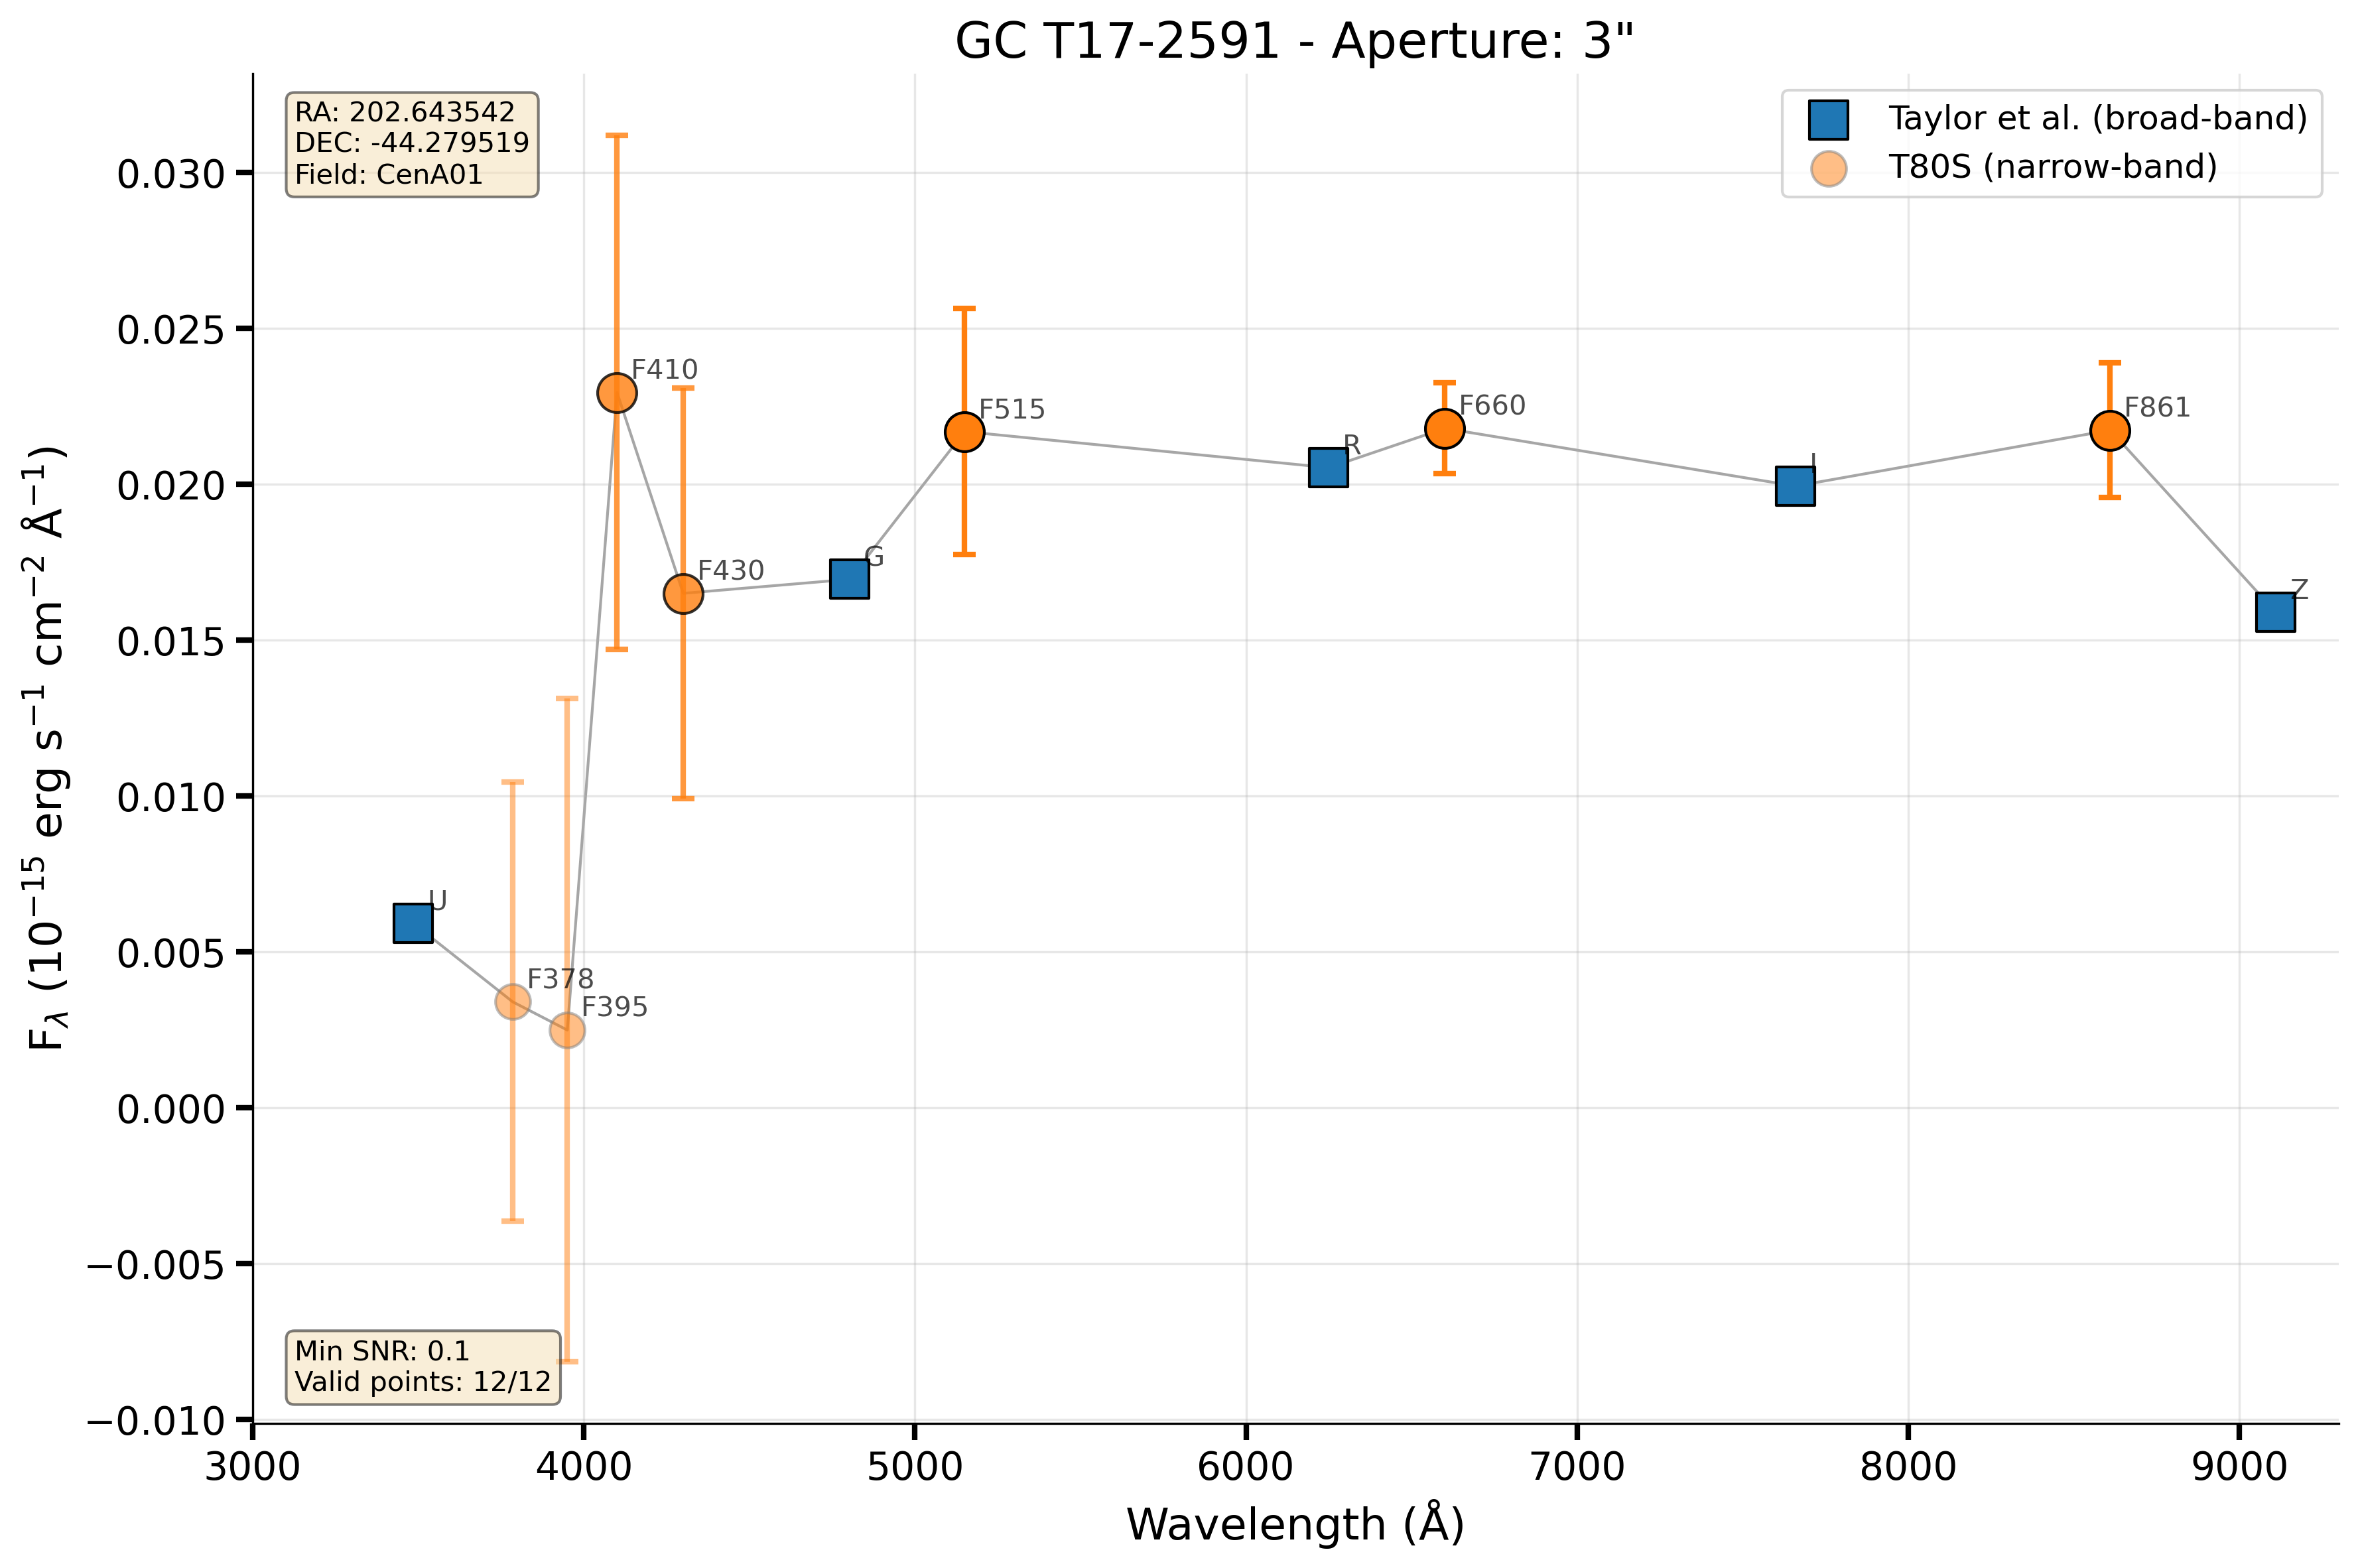 GC T17-2591 - Aperture: 3"
RA: 202.643542
DEC: -44.279519
Field: CenA01
Taylor et al. (broad-band)
T80S (narrow-band)
F_λ (10⁻¹⁵ erg s⁻¹ cm⁻² Å⁻¹)
0.030
0.025
0.020
0.015
0.010
0.005
0.000
−0.005
−0.010
U
F378
F395
F410
F430
G
F515
R
F660
I
F861
Z
Min SNR: 0.1
Valid points: 12/12
3000
4000
5000
6000
7000
8000
9000
Wavelength (Å)